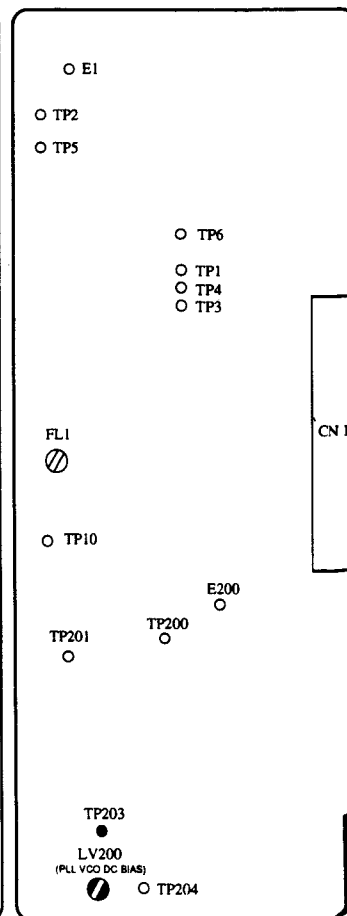 E1
TP2
TP5
TP6
TP1
TP4
TP3
FL1
CN 1
TP10
E200
TP200
TP201
TP203
LV200
(PLL VCO DC BIAS)
TP204